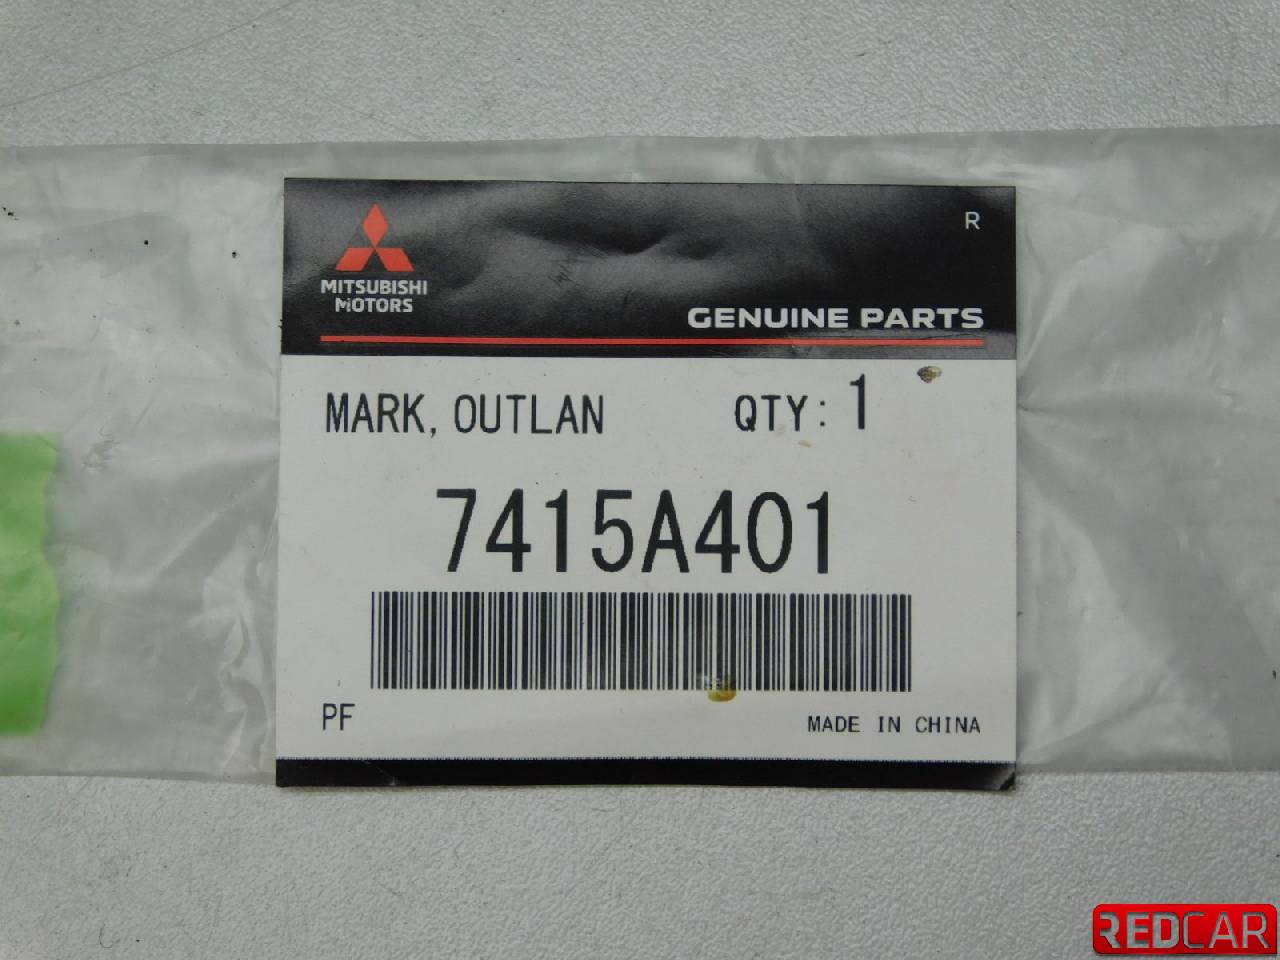 R
MITSUBISHI
MOTORS
GENUINE PARTS
MARK, OUTLAN QTY: 1
7415A401
PF MADE IN CHINA
REDCAR